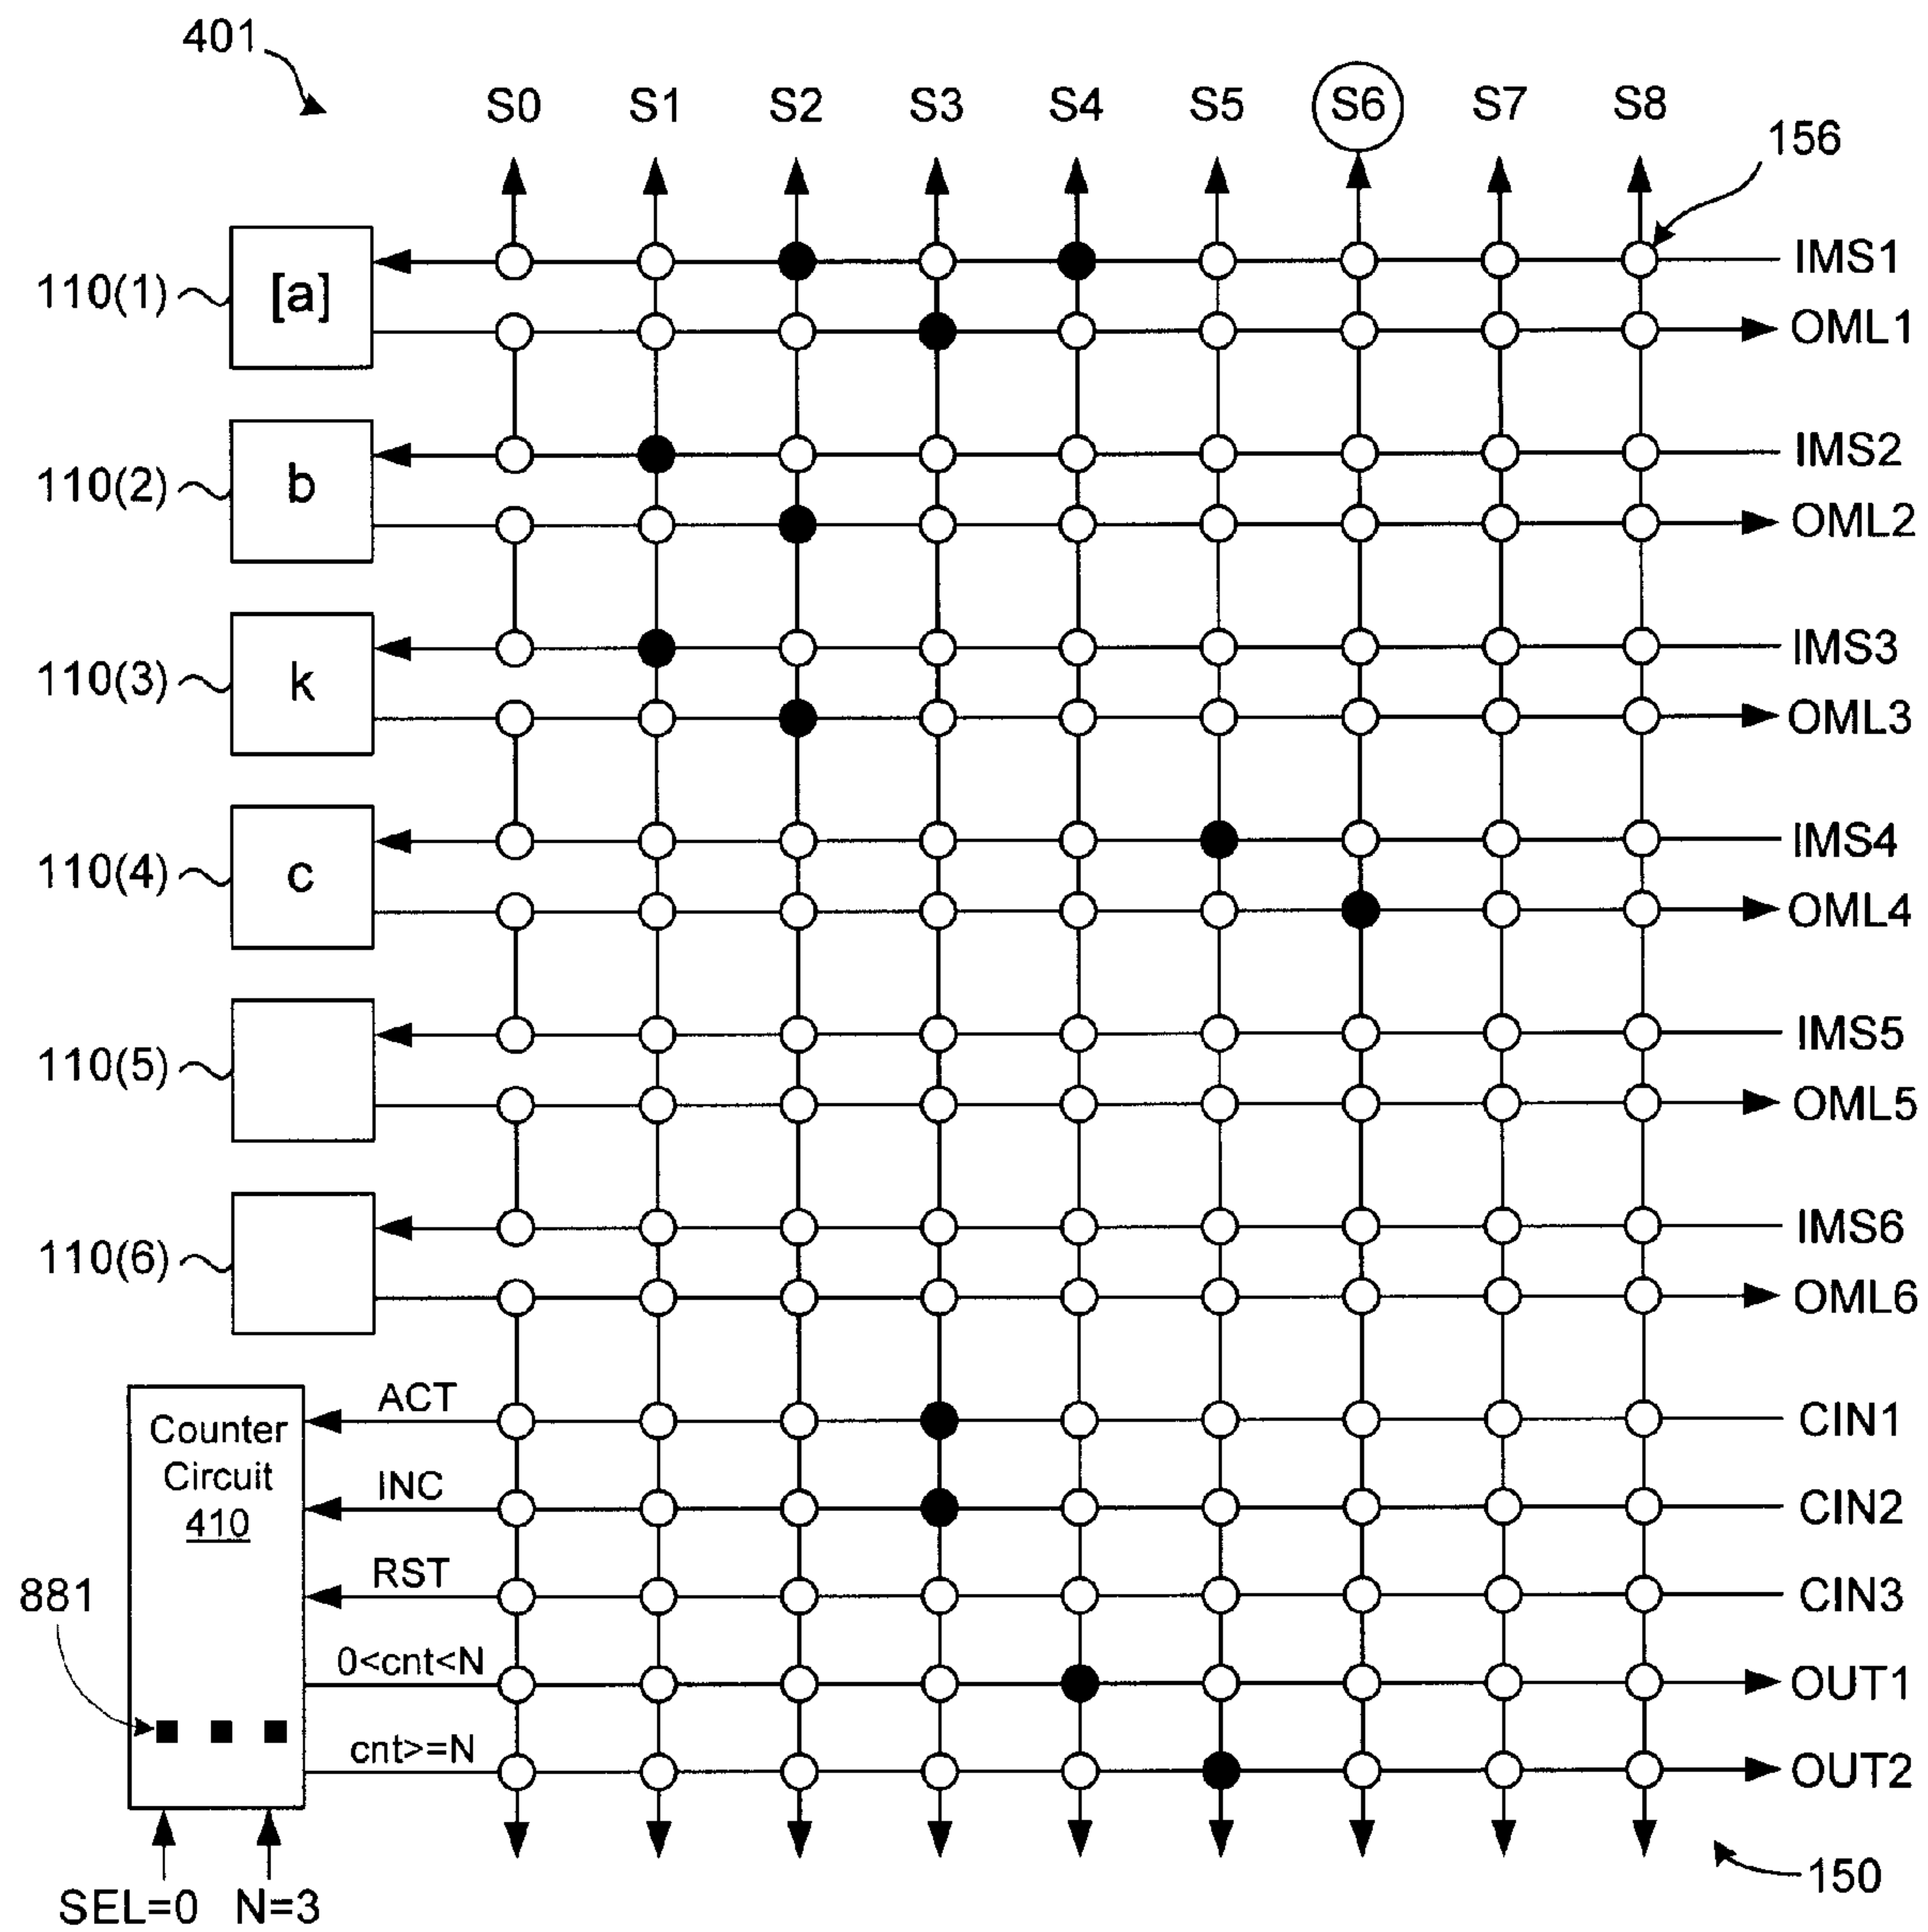 401
S0 S1 S2 S3 S4 S5 S6 S7 S8
156
110(1) [a] IMS1
OML1
110(2) b IMS2
OML2
110(3) k IMS3
OML3
110(4) c IMS4
OML4
110(5) IMS5
OML5
110(6) IMS6
OML6
Counter
Circuit
410
ACT CIN1
INC CIN2
RST CIN3
881
0<cnt<N OUT1
cnt>=N OUT2
SEL=0 N=3
150